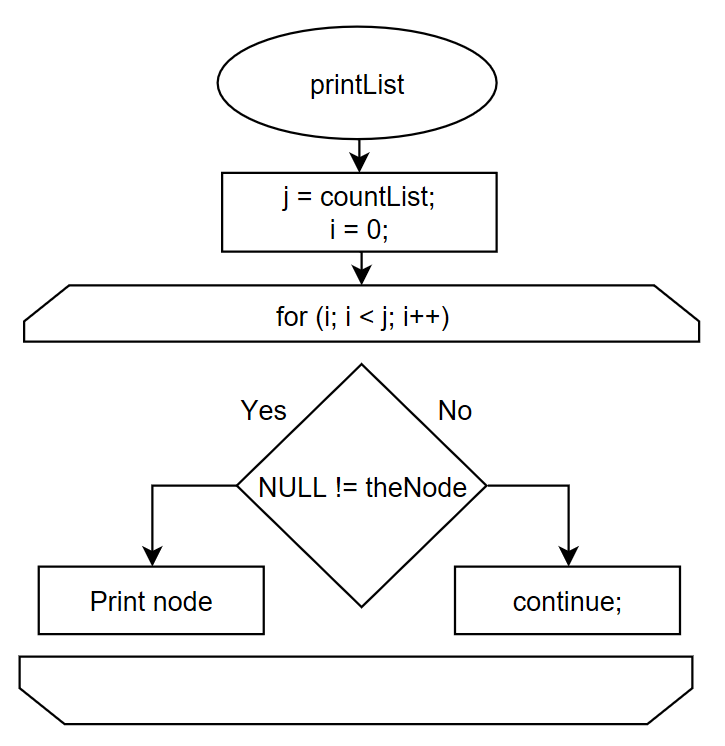 printList
j = countList;
i = 0;
for (i; i < j; i++)
Yes
No
NULL != theNode
Print node
continue;